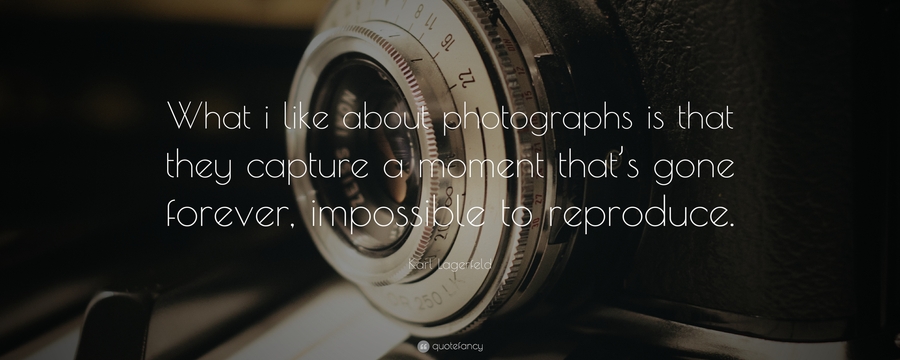 What i like about photographs is that
they capture a moment that's gone
forever, impossible to reproduce.
Karl Lagerfeld
quotefancy